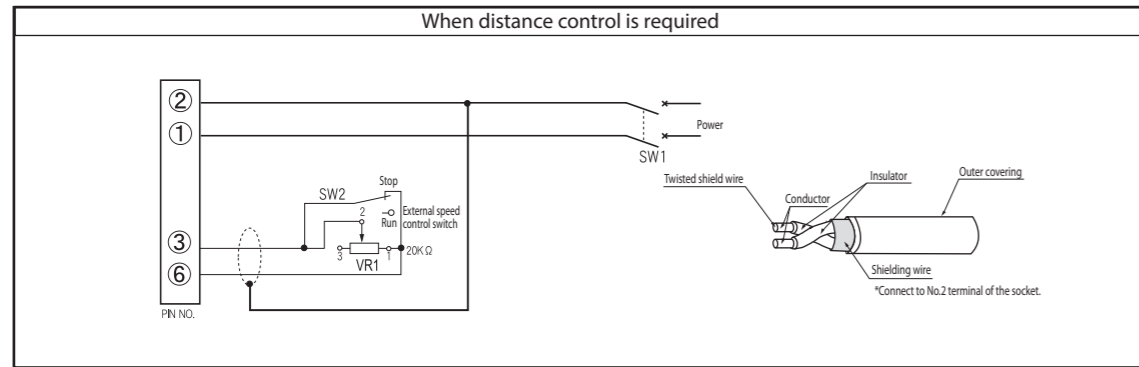 When distance control is required
②
①
Power
SW1
Stop
SW2
2
External speed
Run
control switch
③
3
1
20K Ω
VR1
⑥
PIN NO.
Outer covering
Insulator
Twisted shield wire
Conductor
Shielding wire
*Connect to No.2 terminal of the socket.